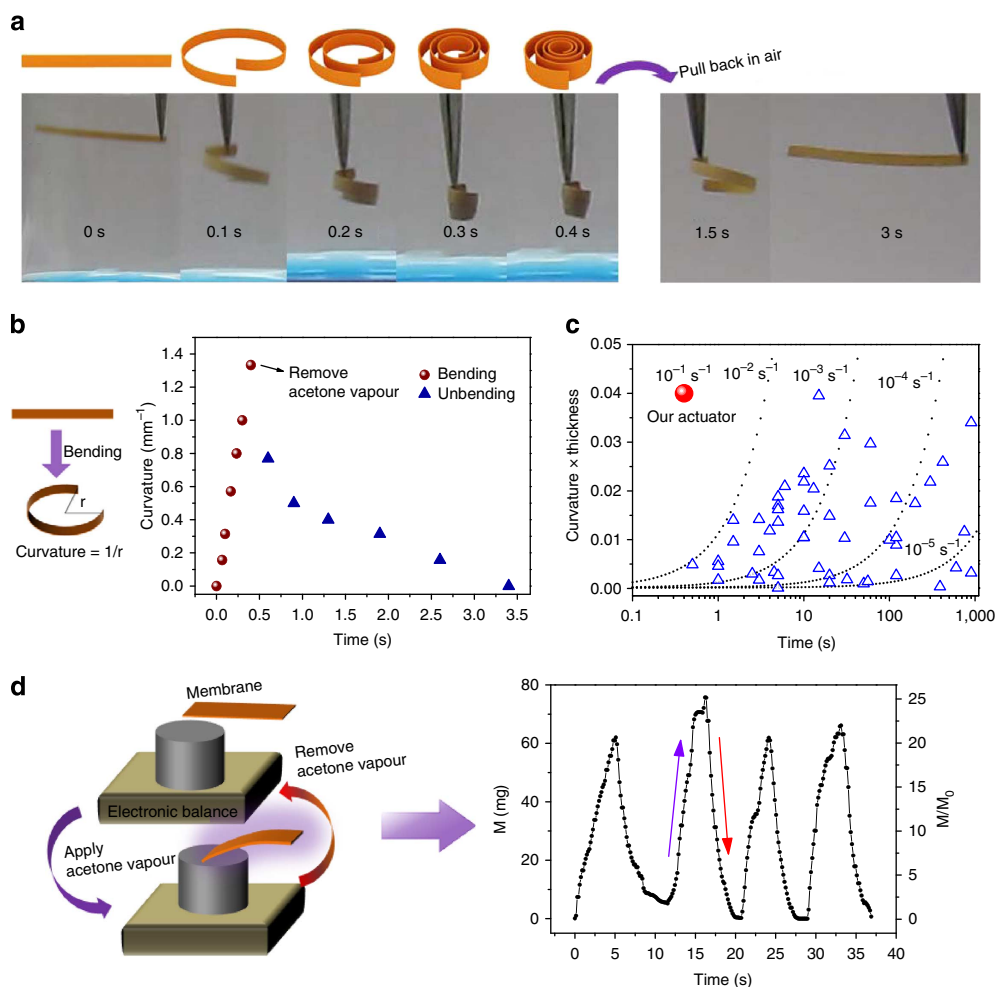 a
Pull back in air
0 s
0.1 s
0.2 s
0.3 s
0.4 s
1.5 s
3 s
b
Bending
r
Curvature = 1/r
Curvature (mm⁻¹)
1.4
1.2
1.0
0.8
0.6
0.4
0.2
0.0
Remove
acetone vapour
Bending
Unbending
0.0 0.5 1.0 1.5 2.0 2.5 3.0 3.5
Time (s)
c
Curvature × thickness
0.05
0.04
0.03
0.02
0.01
0.00
10⁻¹ s⁻¹
10⁻² s⁻¹
10⁻³ s⁻¹
10⁻⁴ s⁻¹
10⁻⁵ s⁻¹
Our actuator
0.1 1 10 100 1,000
Time (s)
d
Membrane
Remove
acetone vapour
Electronic balance
Apply
acetone vapour
M (mg)
80
60
40
20
0
25
20
15
10
5
0
M/M₀
0 5 10 15 20 25 30 35 40
Time (s)